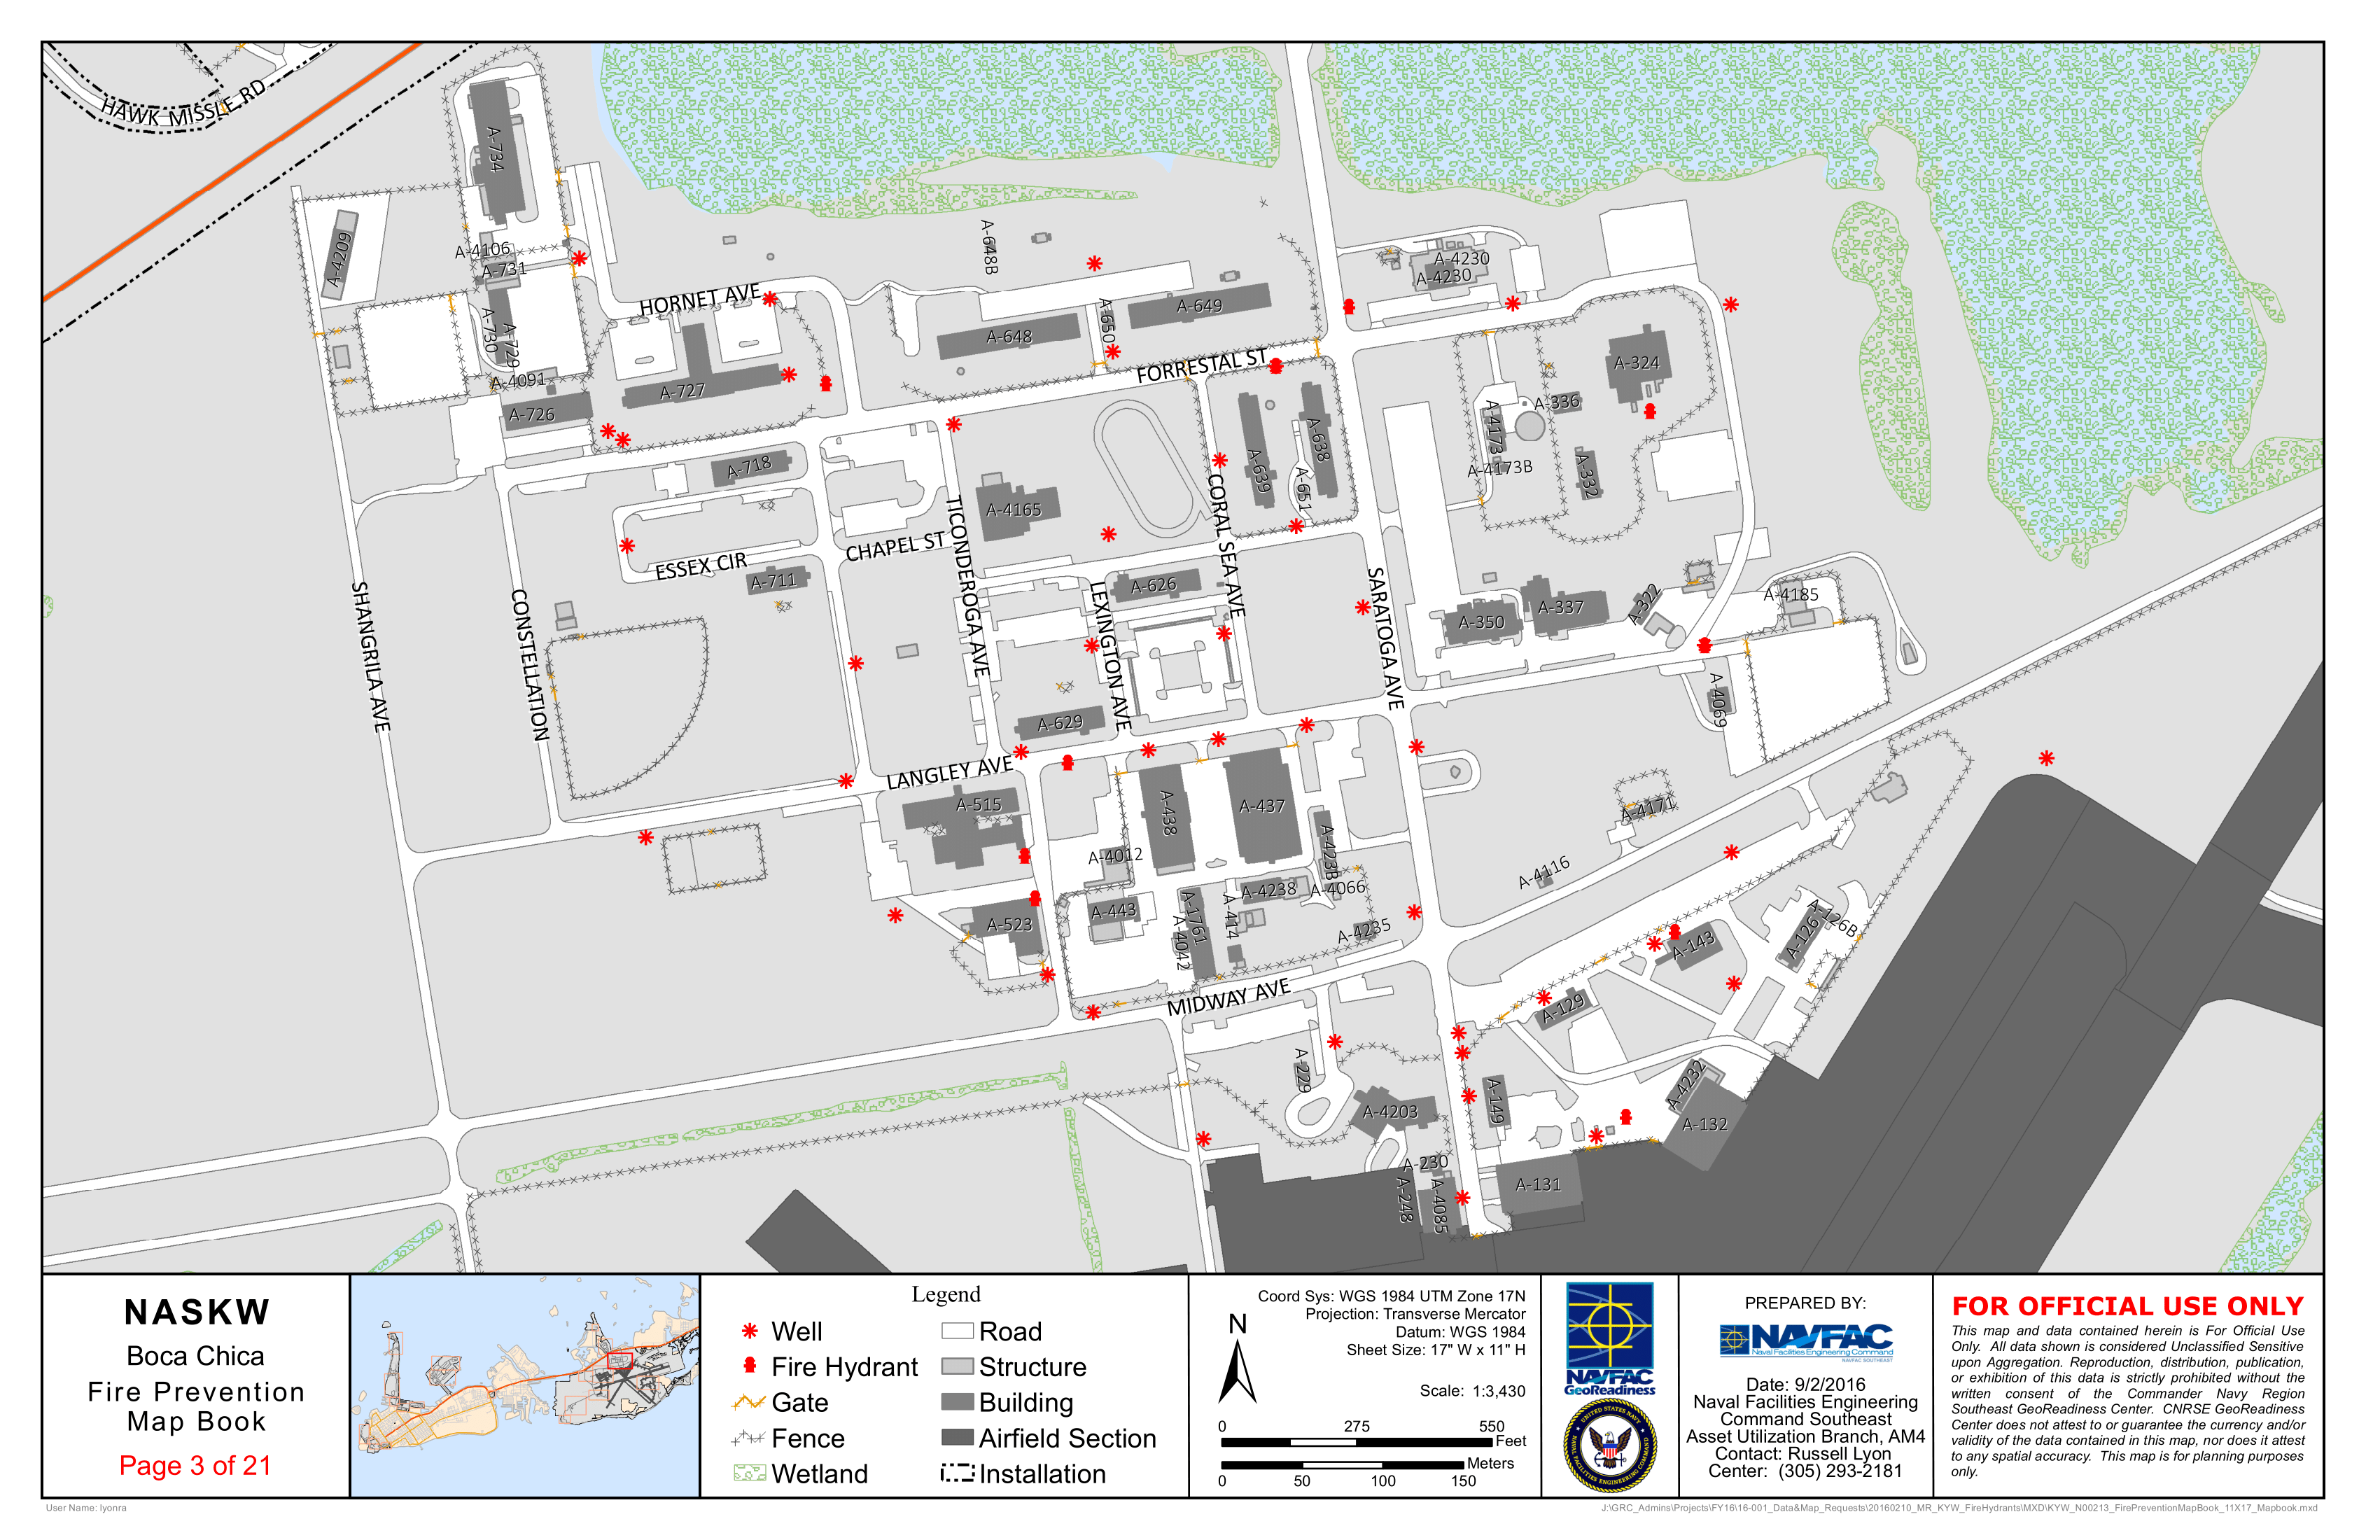 HAWK MISSLE RD
A-734
A-4209
A-4106
A-731
A-730
A-729
A-4091
A-726
HORNET AVE
A-727
A-648B
A-648
A-650
A-649
FORRESTAL ST
A-4230
A-4230
A-324
A-336
A-4173
A-4173B
A-332
A-718
A-639
A-638
A-651
A-4165
TICONDEROGA AVE
CHAPEL ST
CORAL SEA AVE
ESSEX CIR
A-711
SHANGRILA AVE
CONSTELLATION
LEXINGTON AVE
A-626
SARATOGA AVE
A-350
A-337
A-322
A-4185
A-4069
A-629
LANGLEY AVE
A-515
A-438
A-437
A-423B
A-4012
A-4171
A-4116
A-443
A-1761
A-4042
A-414
A-4238
A-4066
A-4235
A-523
MIDWAY AVE
A-143
A-126
A-126B
A-129
A-229
A-4203
A-149
A-4232
A-132
A-230
A-248
A-4085
A-131
NASKW
Boca Chica
Fire Prevention
Map Book
Page 3 of 21
Legend
Well
Fire Hydrant
Gate
Fence
Wetland
Road
Structure
Building
Airfield Section
Installation
N
Coord Sys: WGS 1984 UTM Zone 17N
Projection: Transverse Mercator
Datum: WGS 1984
Sheet Size: 17" W x 11" H
Scale: 1:3,430
0 275 550
Feet
Meters
0 50 100 150
NAVFAC
GeoReadiness
UNITED STATES NAVY
NAVAL FACILITIES ENGINEERING COMMAND
PREPARED BY:
NAVFAC
Naval Facilities Engineering Command
NAVFAC SOUTHEAST
Date: 9/2/2016
Naval Facilities Engineering
Command Southeast
Asset Utilization Branch, AM4
Contact: Russell Lyon
Center: (305) 293-2181
FOR OFFICIAL USE ONLY
This map and data contained herein is For Official Use
Only. All data shown is considered Unclassified Sensitive
upon Aggregation. Reproduction, distribution, publication,
or exhibition of this data is strictly prohibited without the
written consent of the Commander Navy Region
Southeast GeoReadiness Center. CNRSE GeoReadiness
Center does not attest to or guarantee the currency and/or
validity of the data contained in this map, nor does it attest
to any spatial accuracy. This map is for planning purposes
only.
User Name: lyonra
J:\GRC_Admins\Projects\FY16\16-001_Data&Map_Requests\20160210_MR_KYW_FireHydrants\MXD\KYW_N00213_FirePreventionMapBook_11X17_Mapbook.mxd